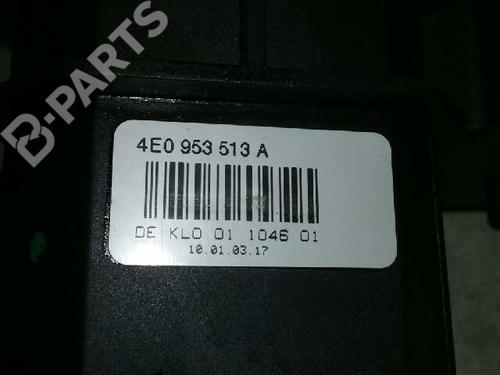 B-PARTS
4E0 953 513 A
DE KLO 01 1046 01
10.01.03.17